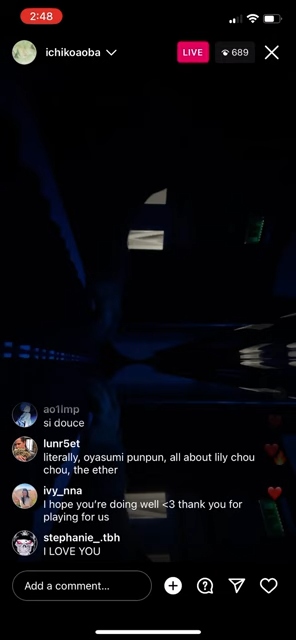 2:48
ichikoaoba
LIVE
689
ao1lmp
si douce
lunr5et
literally, oyasumi punpun, all about lily chou
chou, the ether
ivy_nna
I hope you're doing well <3 thank you for
playing for us
stephanie_.tbh
I LOVE YOU
Add a comment...